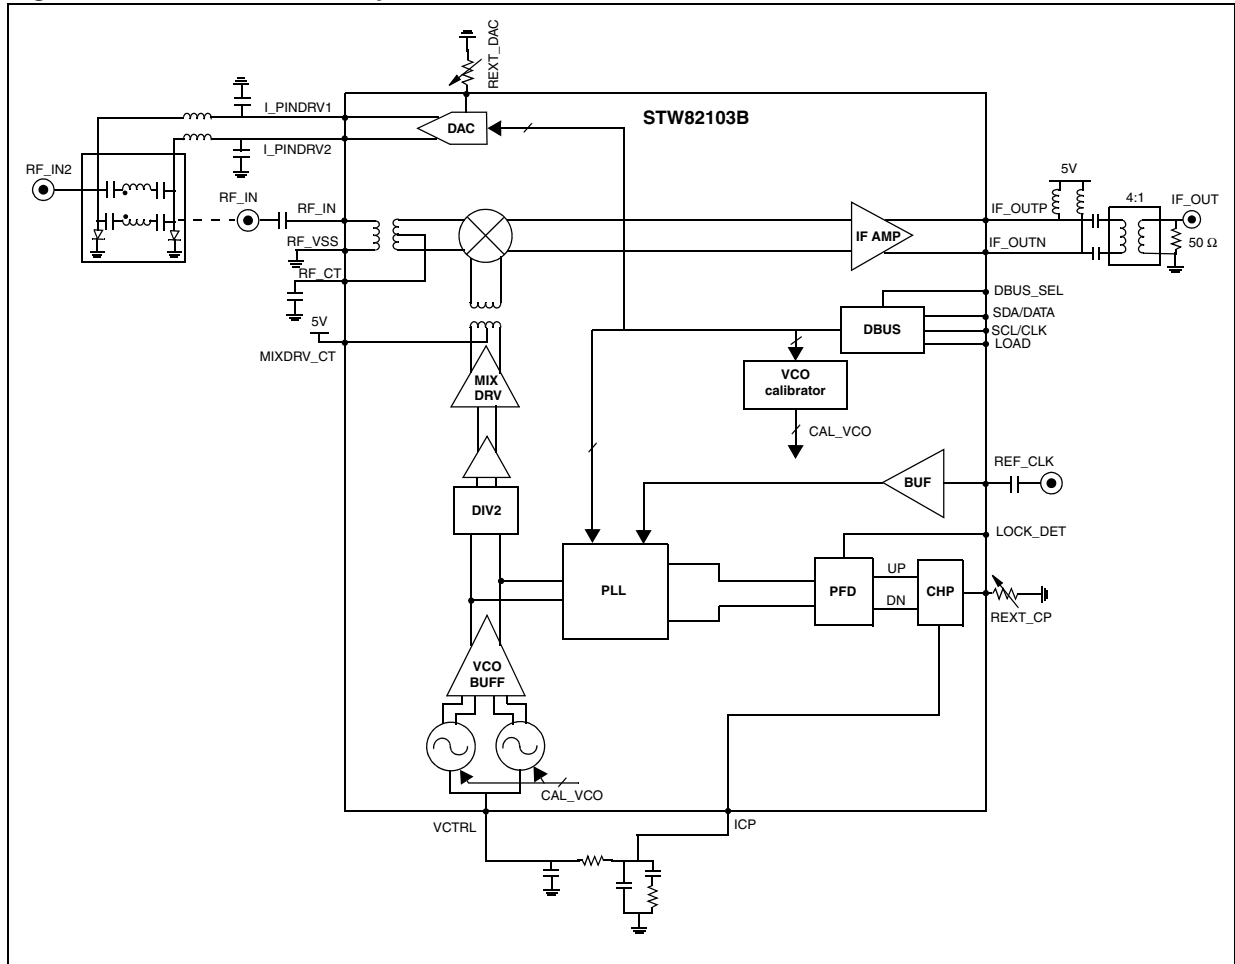 REXT_DAC
STW82103B
I_PINDRV1
DAC
I_PINDRV2
RF_IN2
RF_IN
RF_IN
RF_VSS
RF_CT
5V
MIXDRV_CT
IF AMP
IF_OUTP
IF_OUTN
5V
4:1
IF_OUT
50 Ω
DBUS_SEL
SDA/DATA
SCL/CLK
LOAD
DBUS
VCO
calibrator
CAL_VCO
MIX
DRV
DIV2
BUF
REF_CLK
LOCK_DET
PLL
PFD
UP
DN
CHP
REXT_CP
VCO
BUFF
CAL_VCO
VCTRL
ICP